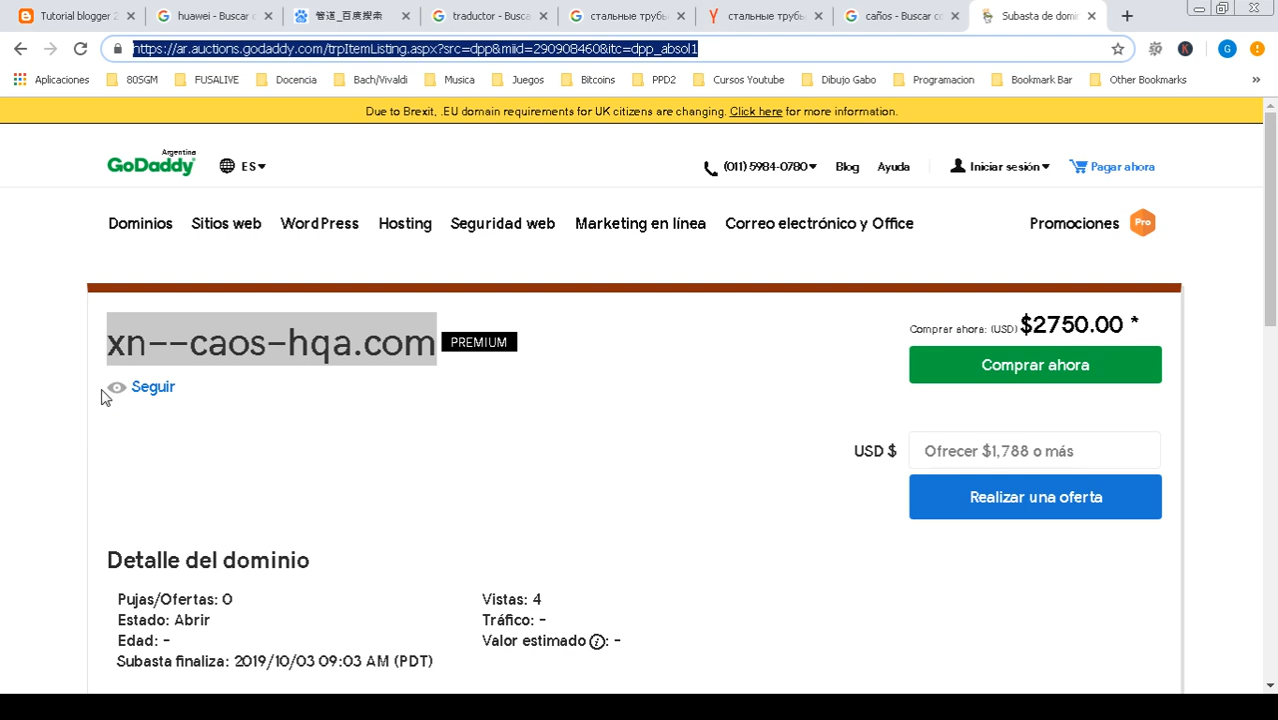 Tutorial blogger 2
huawei - Buscar c
管道_百度搜索
traductor - Busca
стальные трубы
стальные трубы
caños - Buscar co
Subasta de domi
https://ar.auctions.godaddy.com/trpItemListing.aspx?src=dpp&miid=290908460&itc=dpp_absol1
K
G
Aplicaciones
80SGM
FUSALIVE
Docencia
Bach/Vivaldi
Musica
Juegos
Bitcoins
PPD2
Cursos Youtube
Dibujo Gabo
Programacion
Bookmark Bar
Other Bookmarks
»
Due to Brexit, .EU domain requirements for UK citizens are changing. Click here for more information.
Argentina
GoDaddy
ES
(011) 5984-0780
Blog
Ayuda
Iniciar sesión
Pagar ahora
Dominios
Sitios web
WordPress
Hosting
Seguridad web
Marketing en línea
Correo electrónico y Office
Promociones
Pro
xn--caos-hqa.com
PREMIUM
Comprar ahora: (USD) $2750.00 *
Comprar ahora
Seguir
USD $
Ofrecer $1,788 o más
Realizar una oferta
Detalle del dominio
Pujas/Ofertas: 0
Vistas: 4
Estado: Abrir
Tráfico: -
Edad: -
Valor estimado i: -
Subasta finaliza: 2019/10/03 09:03 AM (PDT)